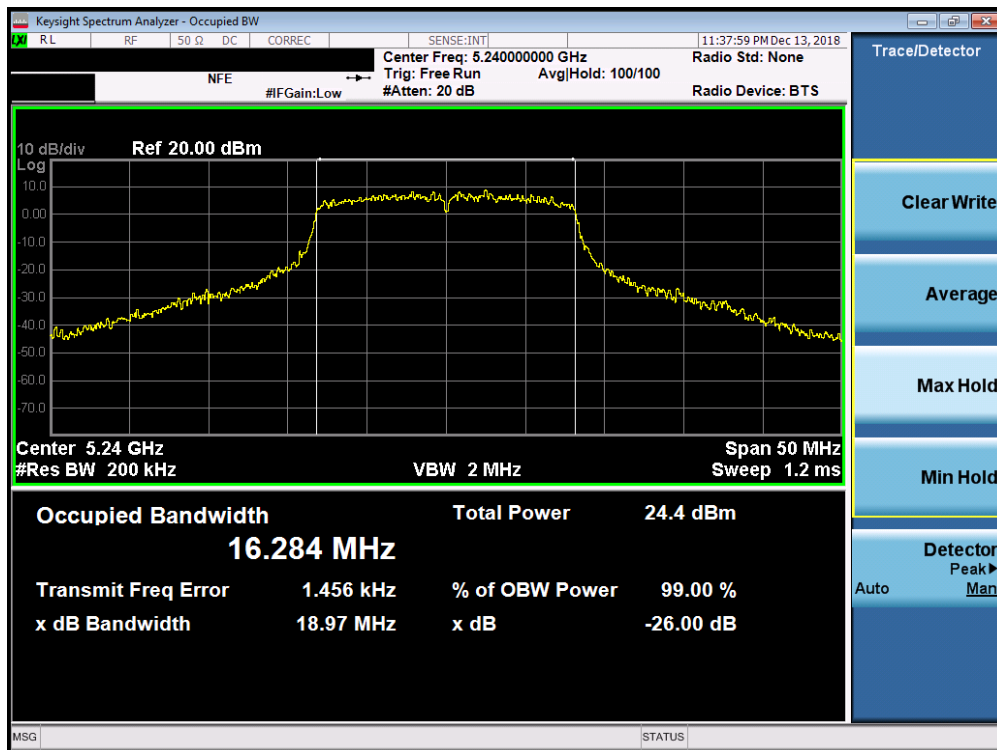 Keysight Spectrum Analyzer - Occupied BW
LXI RL RF 50 Ω DC CORREC SENSE:INT 11:37:59 PM Dec 13, 2018
Center Freq: 5.240000000 GHz Radio Std: None
NFE Trig: Free Run Avg|Hold: 100/100
#IFGain:Low #Atten: 20 dB Radio Device: BTS
Trace/Detector
10 dB/div Ref 20.00 dBm
Log
10.0
0.00
-10.0
-20.0
-30.0
-40.0
-50.0
-60.0
-70.0
Center 5.24 GHz Span 50 MHz
#Res BW 200 kHz VBW 2 MHz Sweep 1.2 ms
Occupied Bandwidth Total Power 24.4 dBm
16.284 MHz
Transmit Freq Error 1.456 kHz % of OBW Power 99.00 %
x dB Bandwidth 18.97 MHz x dB -26.00 dB
Clear Write
Average
Max Hold
Min Hold
Detector
Peak▶
Auto Man
MSG STATUS